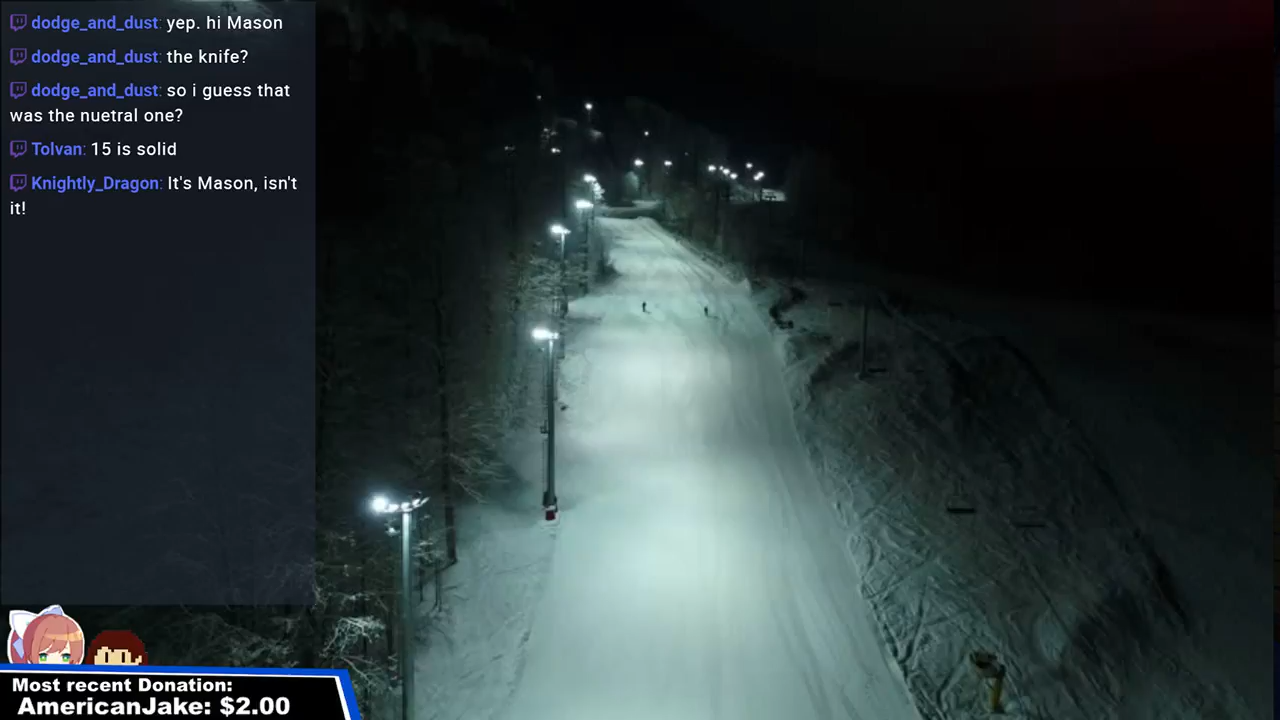 dodge_and_dust: yep. hi Mason
dodge_and_dust: the knife?
dodge_and_dust: so i guess that
was the nuetral one?
Tolvan: 15 is solid
Knightly_Dragon: It's Mason, isn't
it!
Most recent Donation:
AmericanJake: $2.00